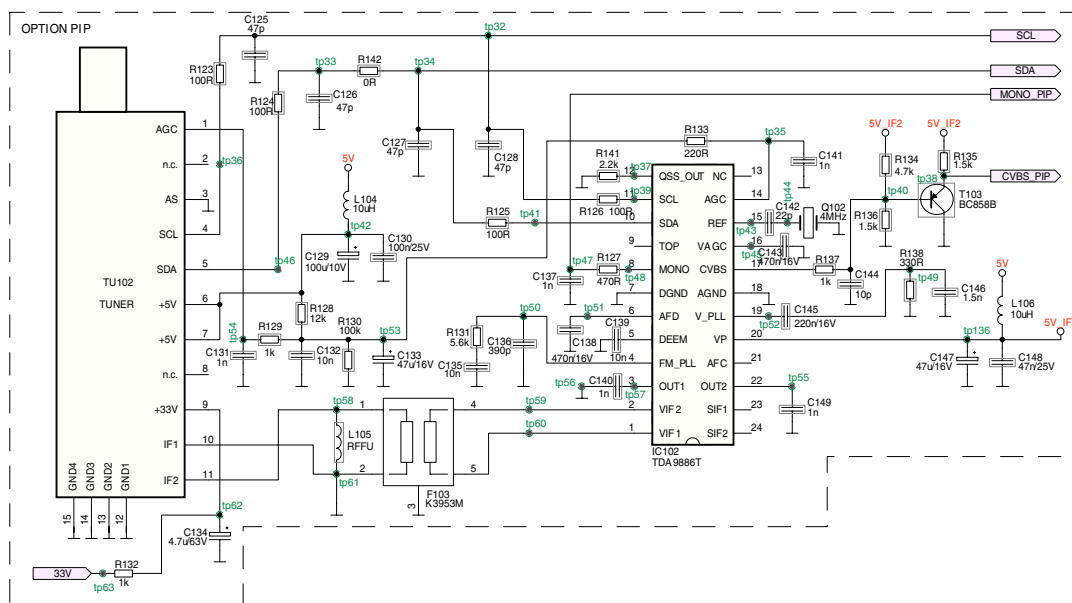 OPTION PIP
C125
47p
tp32
SCL
R123
100R
tp33
R142
0R
tp34
SDA
R124
100R
C126
47p
MONO_PIP
AGC 1
n.c. 2
AS 3
SCL 4
SDA 5
+5V 6
+5V 7
n.c. 8
+33V 9
IF1 10
IF2 11
TU102
TUNER
GND4
GND3
GND2
GND1
15
14
13
12
tp36
5V
L104
10uH
tp42
C129
100u/10V
C130
100n/25V
tp46
C127
47p
C128
47p
R133
220R
tp35
C141
1n
R141
2.2k
tp37
tp39
R126 100R
R125
100R
tp41
12 QSS_OUT NC 13
11 SCL AGC 14
10 SDA REF 15
9 TOP VAGC 16
8 MONO CVBS 17
7 DGND AGND 18
6 AFD V_PLL 19
5 DEEM VP 20
4 FM_PLL AFC 21
3 OUT1 OUT2 22
2 VIF2 SIF1 23
1 VIF1 SIF2 24
IC102
TDA9886T
tp44
C142
22p
Q102
4MHz
tp43
tp45
C143
470n/16V
5V_IF2
5V_IF2
R134
4.7k
R135
1.5k
tp38
CVBS_PIP
tp40
T103
BC858B
R136
1.5k
R137
1k
C144
10p
R138
330R
tp49
C146
1.5n
5V
L106
10uH
5V_IF
tp47
R127
470R
tp48
C137
1n
C145
220n/16V
tp52
tp136
C147
47u/16V
C148
47n/25V
R128
12k
R130
100k
tp53
tp54
R129
1k
C131
1n
C132
10n
C133
47u/16V
R131
5.6k
C135
10n
tp50
C136
390p
tp51
C138
470n/16V
C139
10n
tp56
C140
1n
tp57
tp55
C149
1n
tp58
L105
RFFU
tp61
1
2
3
4
5
F103
K3953M
tp59
tp60
tp62
C134
4.7u/63V
33V
tp63
R132
1k